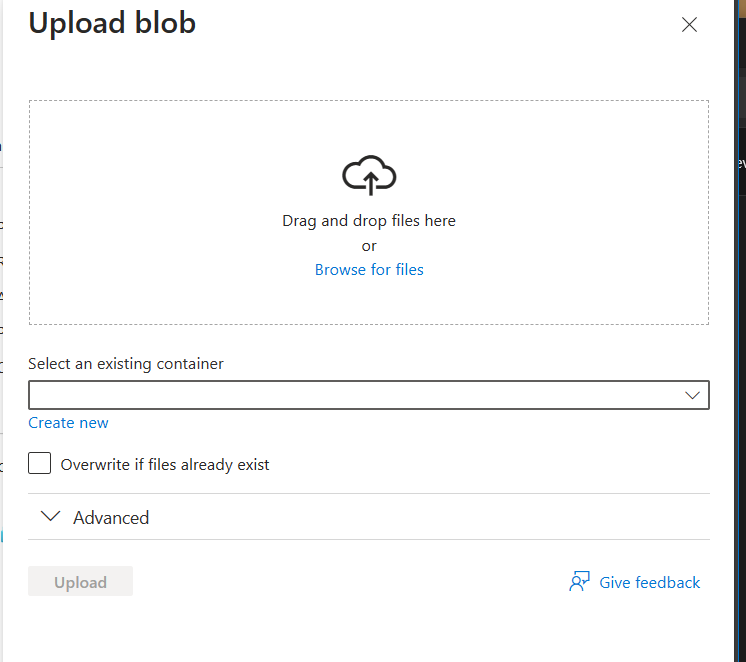 Upload blob
Drag and drop files here
or
Browse for files
Select an existing container
Create new
Overwrite if files already exist
Advanced
Upload
Give feedback